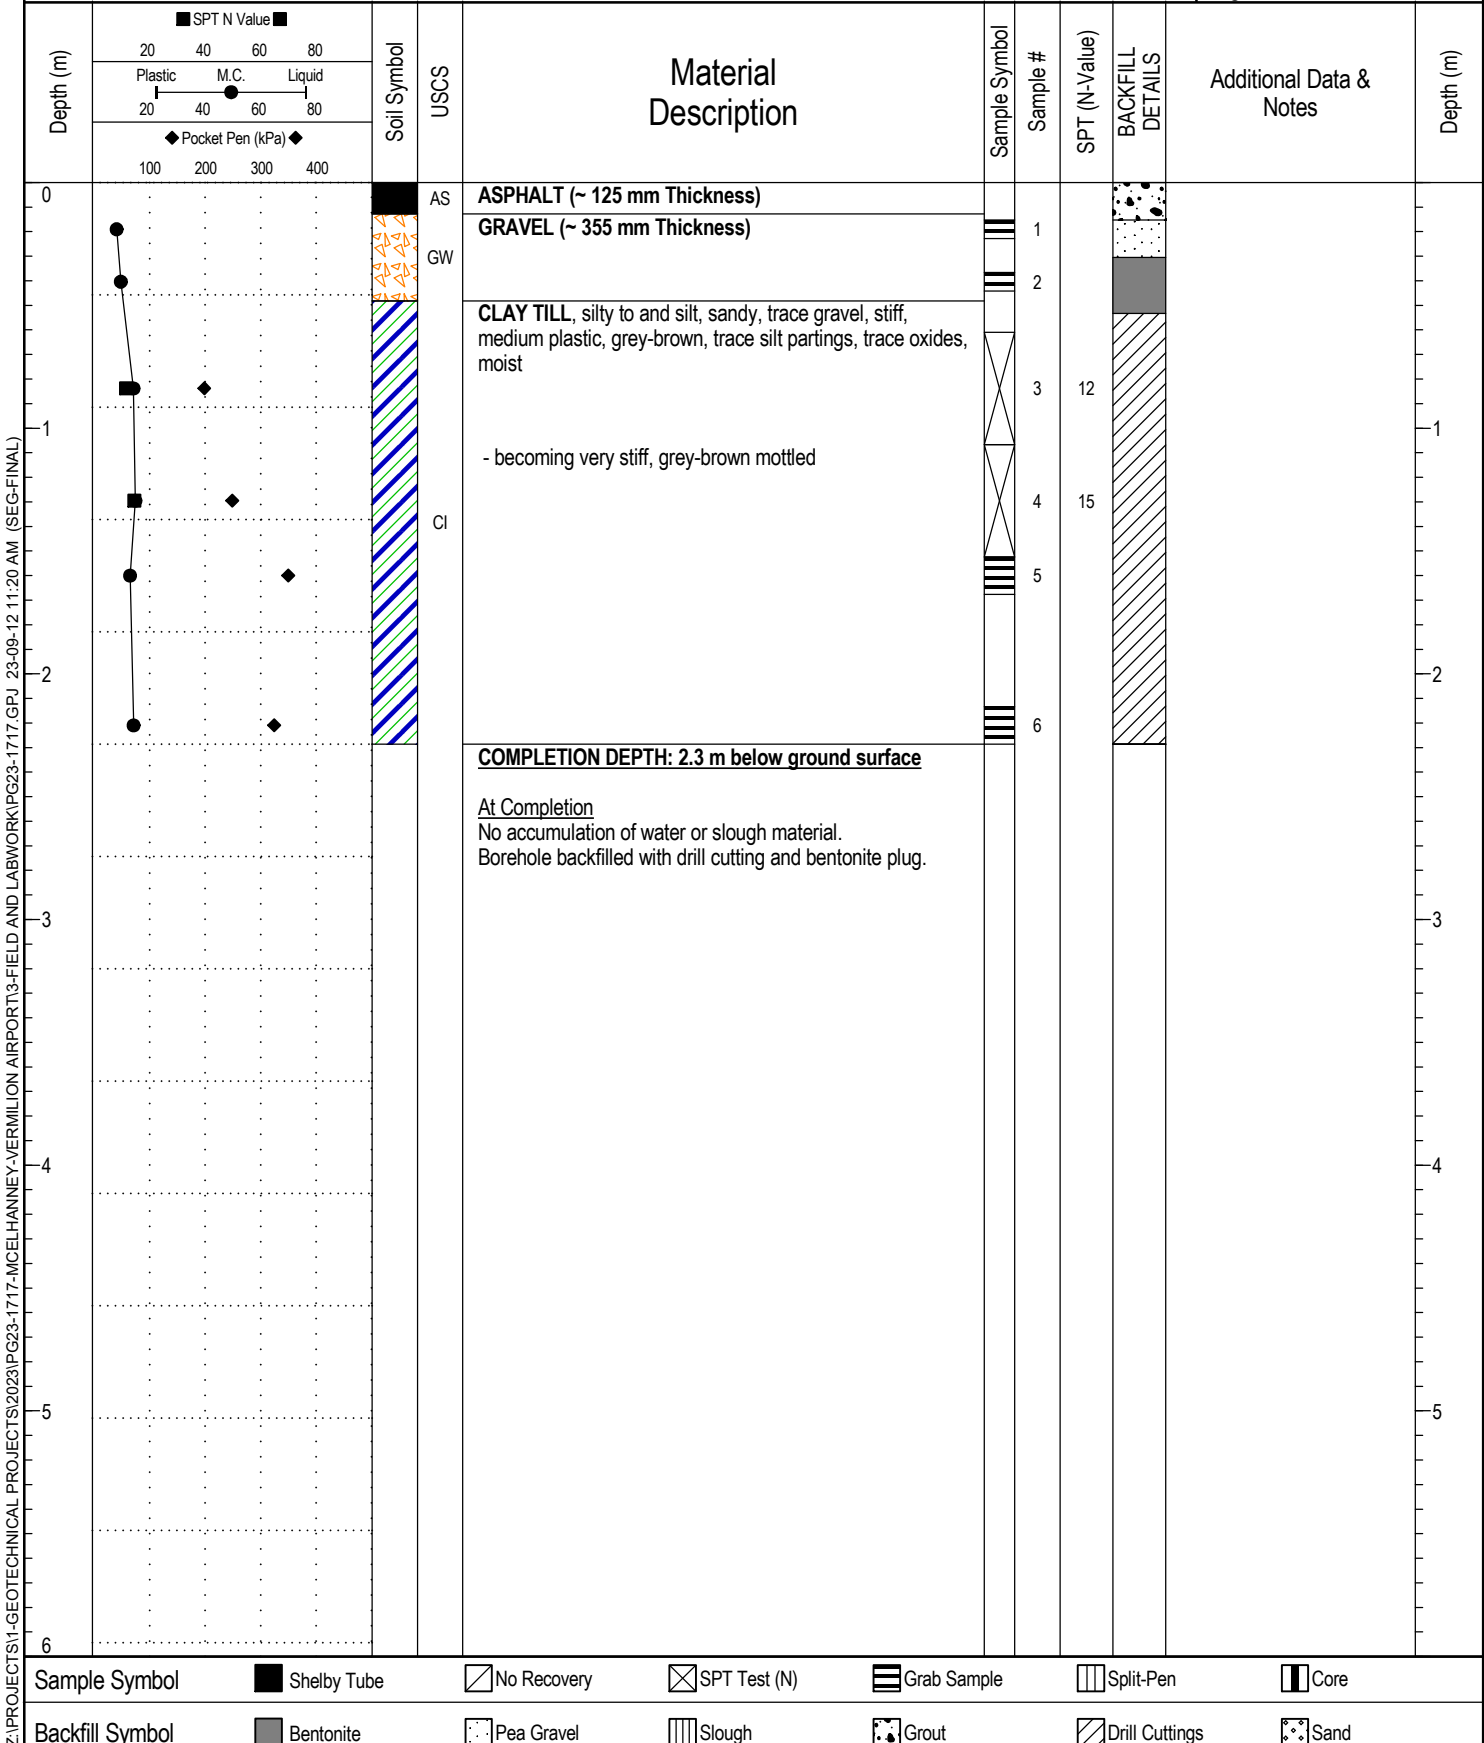 Depth (m)
■ SPT N Value ■
20 40 60 80
Plastic M.C. Liquid
20 40 60 80
◆ Pocket Pen (kPa) ◆
100 200 300 400
Soil Symbol
USCS
Material
Description
Sample Symbol
Sample #
SPT (N-Value)
BACKFILL
DETAILS
Additional Data &
Notes
Depth (m)
0
AS
ASPHALT (~ 125 mm Thickness)
GRAVEL (~ 355 mm Thickness)
1
GW
2
CLAY TILL, silty to and silt, sandy, trace gravel, stiff,
medium plastic, grey-brown, trace silt partings, trace oxides,
moist
3 12
1 1
- becoming very stiff, grey-brown mottled
4 15
CI
5
2 2
6
COMPLETION DEPTH: 2.3 m below ground surface
At Completion
No accumulation of water or slough material.
Borehole backfilled with drill cutting and bentonite plug.
3 3
4 4
5 5
6
Z:\PROJECTS\1-GEOTECHNICAL PROJECTS\2023\PG23-1717-MCELHANNEY-VERMILION AIRPORT\3-FIELD AND LABWORK\PG23-1717.GPJ 23-09-12 11:20 AM (SEG-FINAL)
Sample Symbol Shelby Tube No Recovery SPT Test (N) Grab Sample Split-Pen Core
Backfill Symbol Bentonite Pea Gravel Slough Grout Drill Cuttings Sand